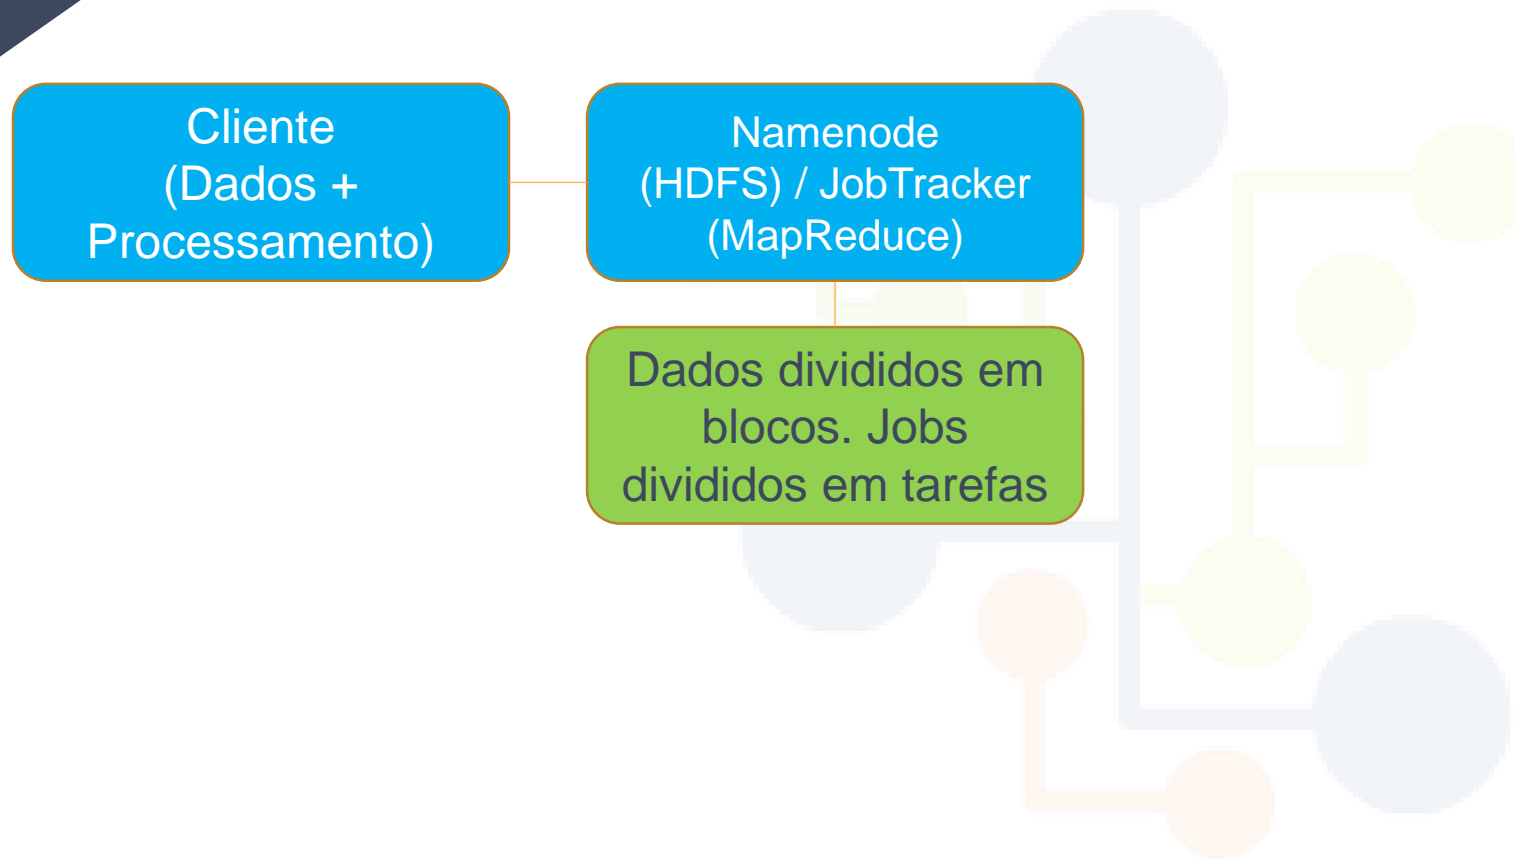 Cliente
(Dados +
Processamento)
Namenode
(HDFS) / JobTracker
(MapReduce)
Dados divididos em
blocos. Jobs
divididos em tarefas